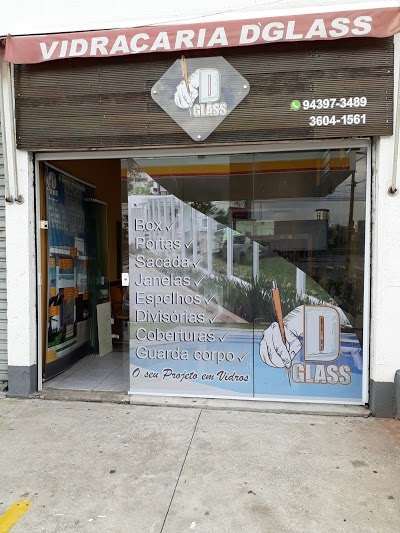 VIDRAÇARIA DGLASS
D
GLASS
94397-3489
3604-1561
Box✓
Portas✓
Sacada✓
Janelas✓
Espelhos✓
Divisórias✓
Coberturas✓
Guarda corpo✓
O seu Projeto em Vidros
D
GLASS